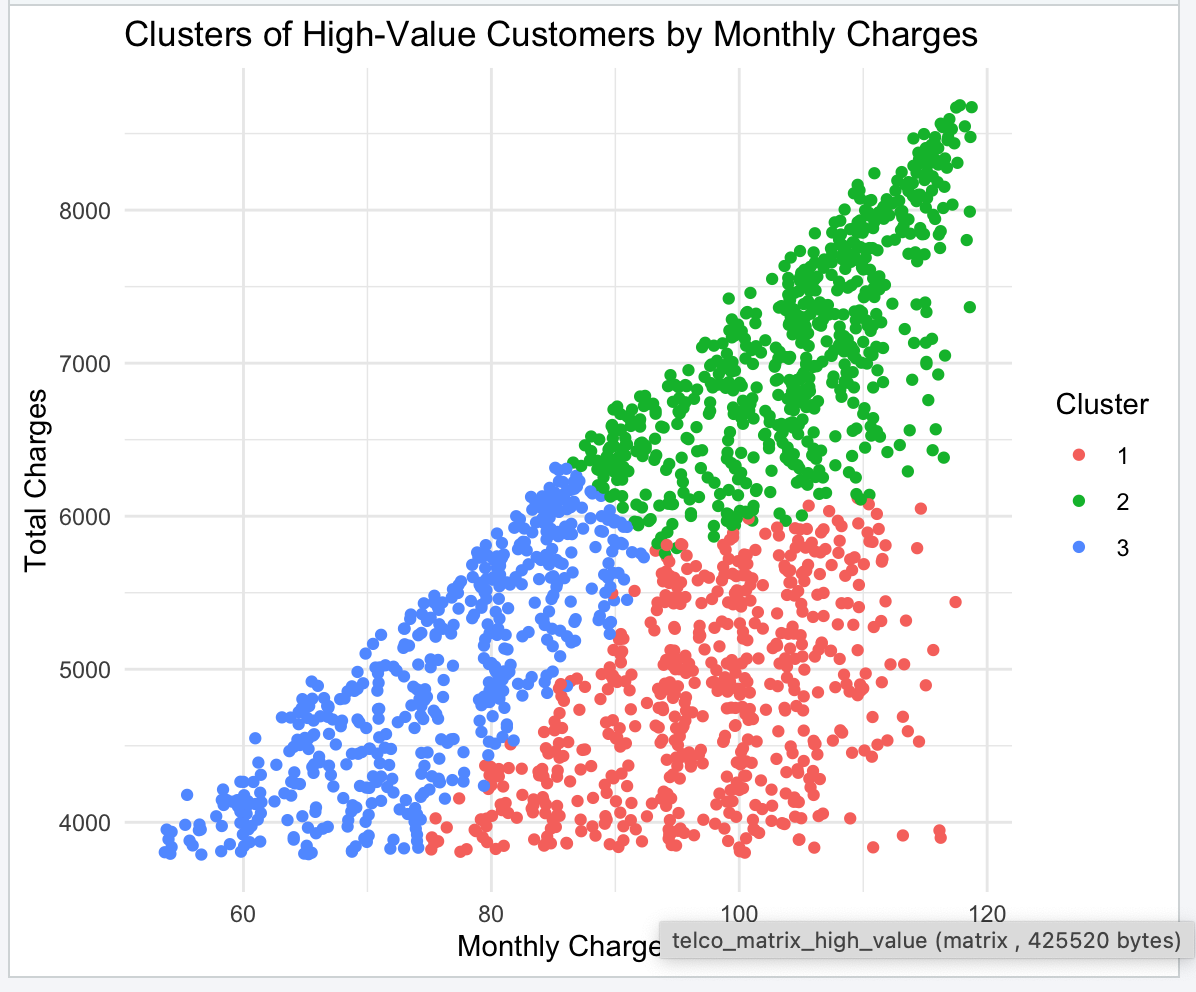 Clusters of High-Value Customers by Monthly Charges
Total Charges
8000
7000
6000
5000
4000
60
80
100
120
Monthly Charge
telco_matrix_high_value (matrix , 425520 bytes)
Cluster
1
2
3